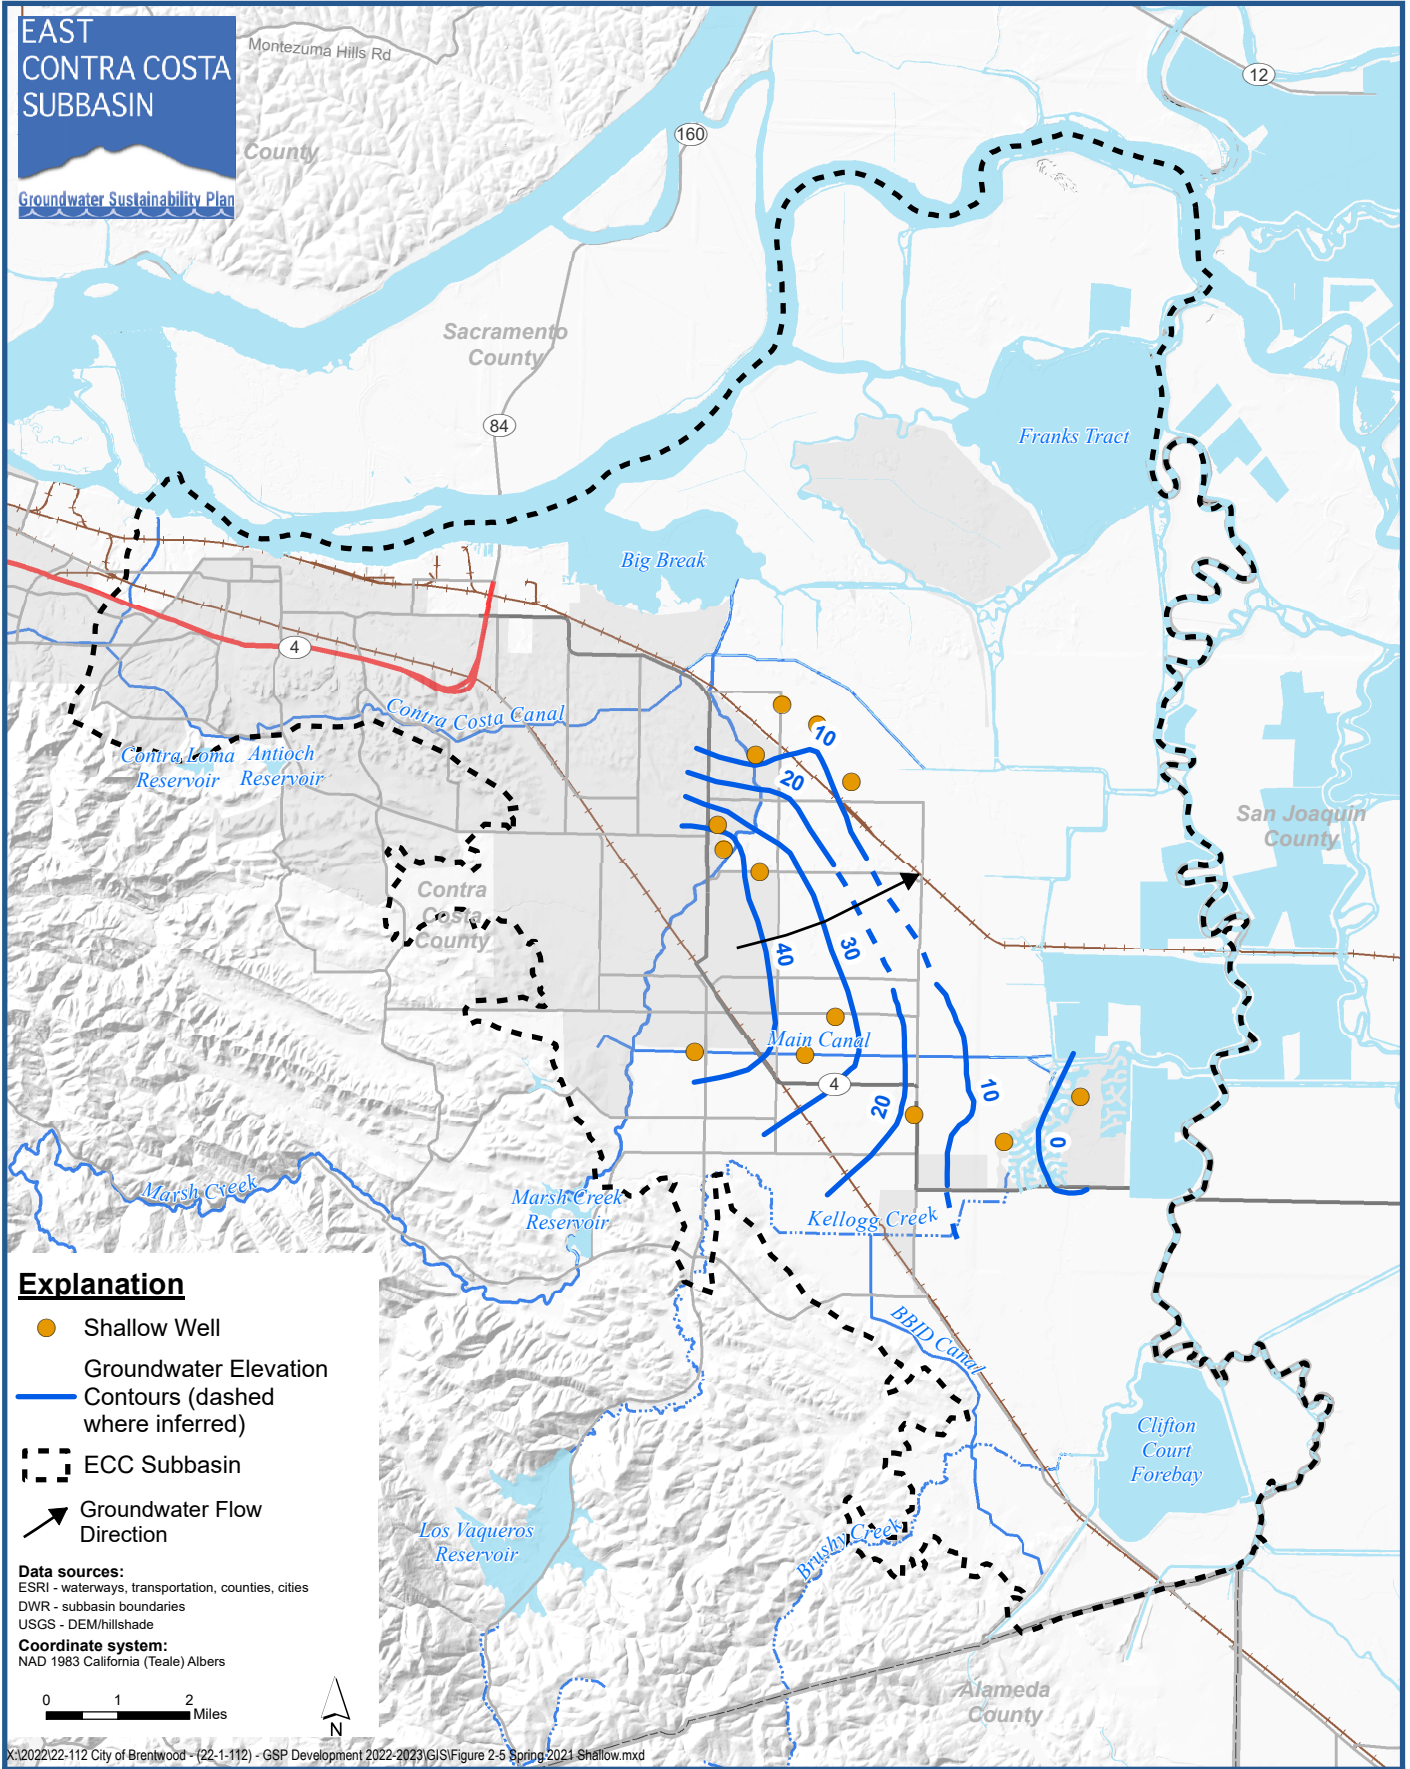 EAST
CONTRA COSTA
SUBBASIN
Groundwater Sustainability Plan
Montezuma Hills Rd
County
160
12
Sacramento
County
84
Franks Tract
Big Break
4
Contra Costa Canal
Contra Loma
Reservoir
Antioch
Reservoir
10
20
San Joaquin
County
Contra
Costa
County
40
30
Main Canal
4
20
10
0
Marsh Creek
Marsh Creek
Reservoir
Kellogg Creek
BBID Canal
Clifton
Court
Forebay
Los Vaqueros
Reservoir
Brushy Creek
Alameda
County
Explanation
Shallow Well
Groundwater Elevation
Contours (dashed
where inferred)
ECC Subbasin
Groundwater Flow
Direction
Data sources:
ESRI - waterways, transportation, counties, cities
DWR - subbasin boundaries
USGS - DEM/hillshade
Coordinate system:
NAD 1983 California (Teale) Albers
0 1 2
Miles
N
X:\2022\22-112 City of Brentwood - (22-1-112) - GSP Development 2022-2023\GIS\Figure 2-5 Spring 2021 Shallow.mxd